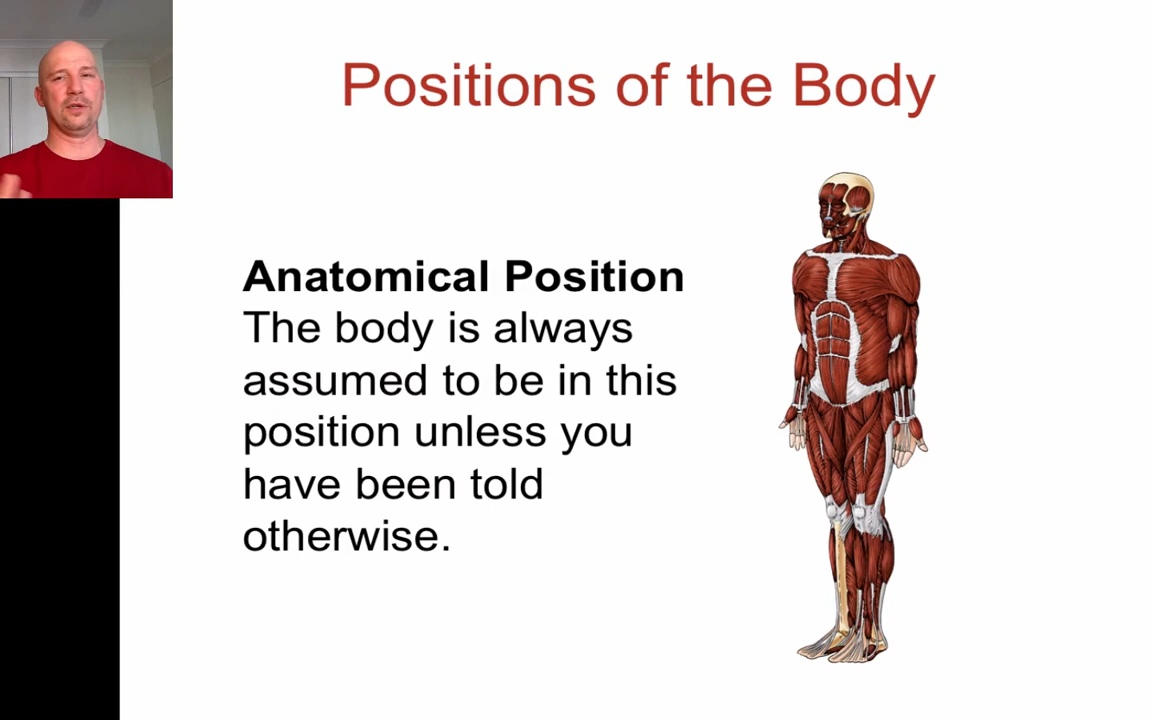 Positions of the Body
Anatomical Position
The body is always
assumed to be in this
position unless you
have been told
otherwise.